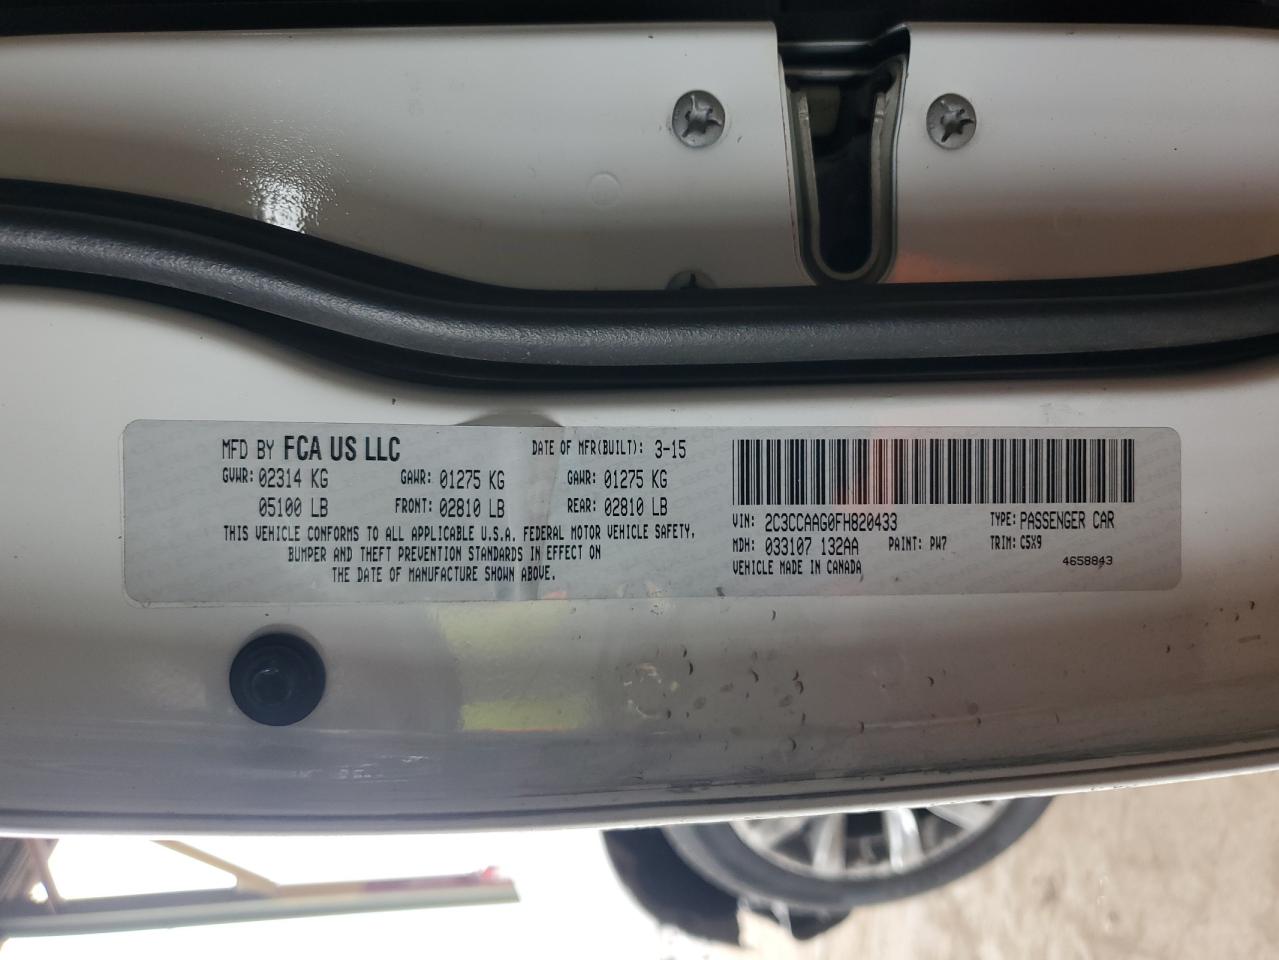 MFD BY FCA US LLC DATE OF MFR(BUILT): 3-15
GVWR: 02314 KG GAWR: 01275 KG GAWR: 01275 KG
05100 LB FRONT: 02810 LB REAR: 02810 LB
THIS VEHICLE CONFORMS TO ALL APPLICABLE U.S.A. FEDERAL MOTOR VEHICLE SAFETY,
BUMPER AND THEFT PREVENTION STANDARDS IN EFFECT ON
THE DATE OF MANUFACTURE SHOWN ABOVE.
VIN: 2C3CCAAG0FH820433 TYPE: PASSENGER CAR
MDH: 033107 132AA PAINT: PW7 TRIM: C5X9
VEHICLE MADE IN CANADA 4658843